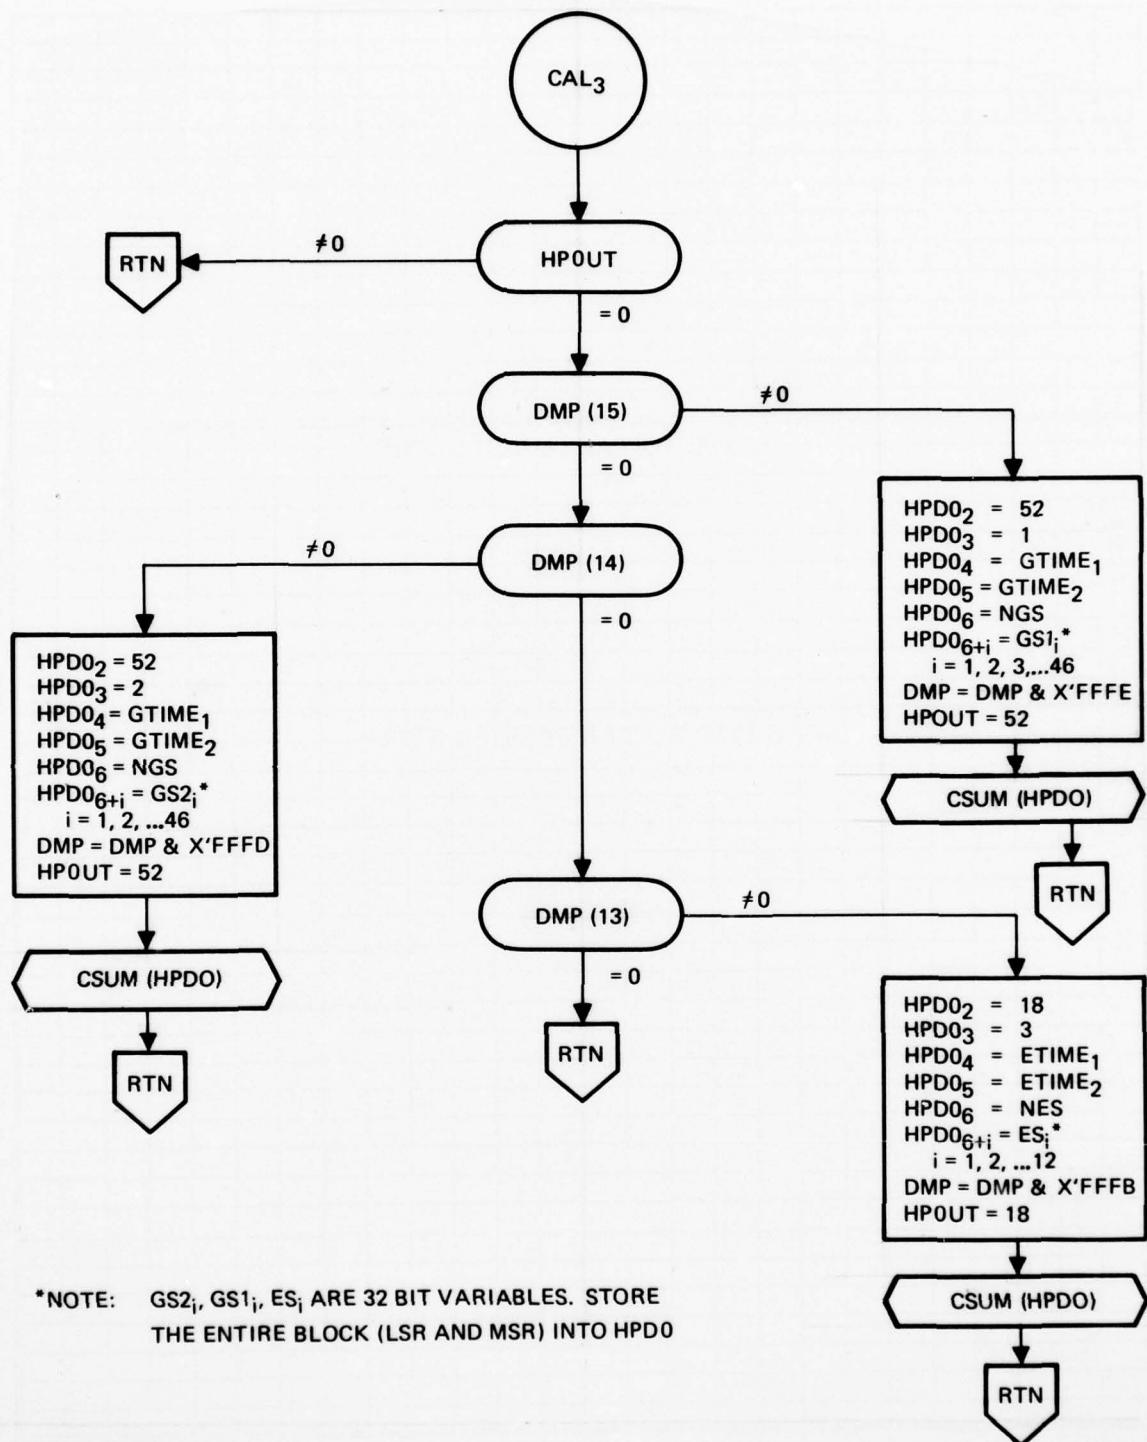 CAL3
HPOUT
≠0
RTN
= 0
DMP (15)
≠0
= 0
HPD0₂ = 52
HPD0₃ = 1
HPD0₄ = GTIME₁
HPD0₅ = GTIME₂
HPD0₆ = NGS
HPD0₆₊ᵢ = GS1ᵢ*
i = 1, 2, 3,...46
DMP = DMP & X'FFFE
HPOUT = 52
CSUM (HPDO)
RTN
DMP (14)
≠0
= 0
HPD0₂ = 52
HPD0₃ = 2
HPD0₄ = GTIME₁
HPD0₅ = GTIME₂
HPD0₆ = NGS
HPD0₆₊ᵢ = GS2ᵢ*
i = 1, 2, ...46
DMP = DMP & X'FFFD
HPOUT = 52
CSUM (HPDO)
RTN
DMP (13)
≠0
= 0
RTN
HPD0₂ = 18
HPD0₃ = 3
HPD0₄ = ETIME₁
HPD0₅ = ETIME₂
HPD0₆ = NES
HPD0₆₊ᵢ = ESᵢ*
i = 1, 2, ...12
DMP = DMP & X'FFFB
HPOUT = 18
CSUM (HPDO)
RTN
*NOTE: GS2ᵢ, GS1ᵢ, ESᵢ ARE 32 BIT VARIABLES. STORE
THE ENTIRE BLOCK (LSR AND MSR) INTO HPD0